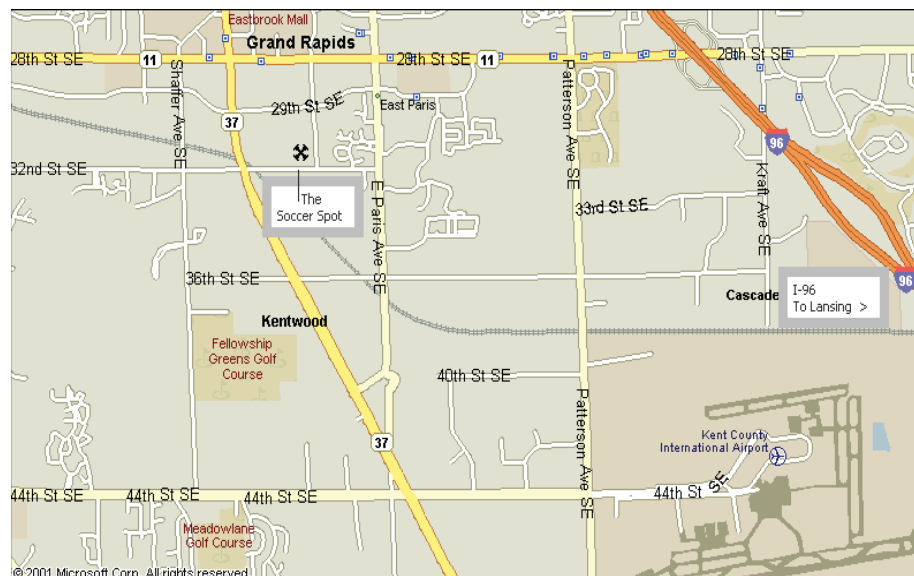 Eastbrook Mall
Grand Rapids
28th St SE
11
28th St SE
11
28th St SE
Shaffer Ave SE
29th St SE
East Paris
37
Patterson Ave SE
96
32nd St SE
The
Soccer Spot
E Paris Ave SE
33rd St SE
Kraft Ave SE
36th St SE
Cascade
I-96
To Lansing >
96
Kentwood
Fellowship
Greens Golf
Course
40th St SE
Patterson Ave SE
37
Kent County
International Airport
44th St SE
44th St SE
44th St SE
44th St SE
Meadowlane
Golf Course
© 2001 Microsoft Corp. All rights reserved